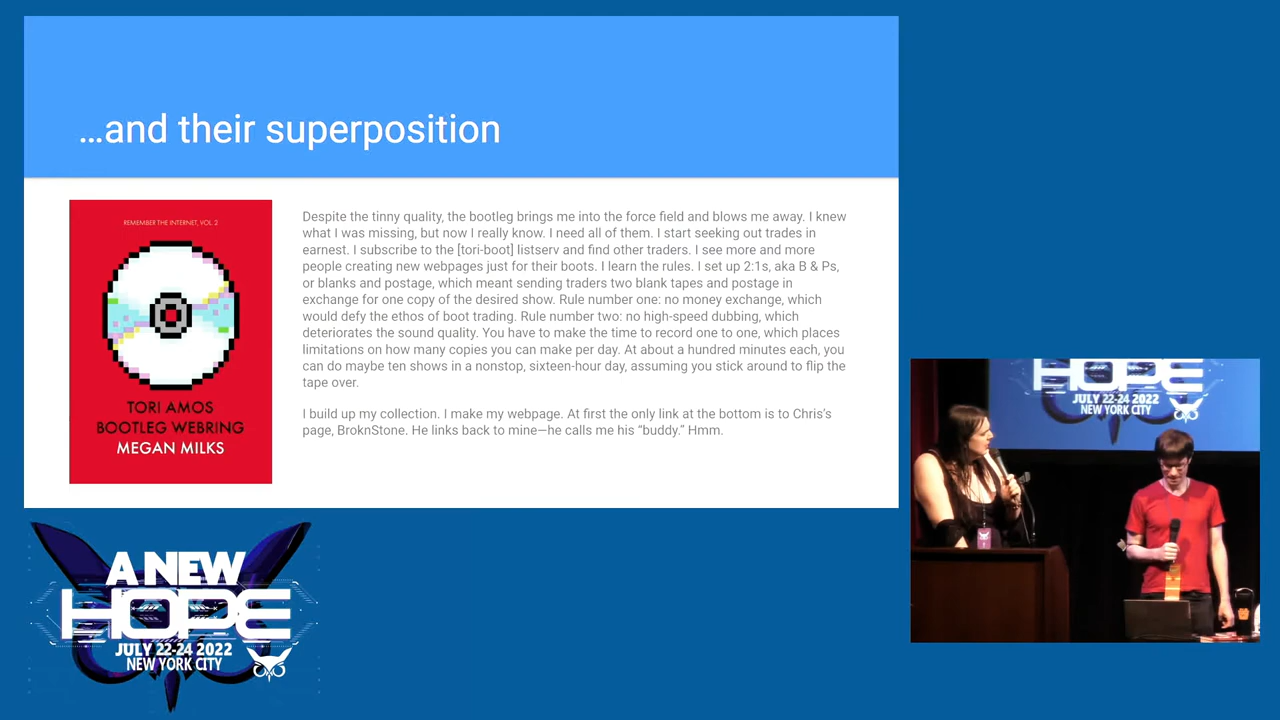 …and their superposition
REMEMBER THE INTERNET, VOL 2
TORI AMOS
BOOTLEG WEBRING
MEGAN MILKS
Despite the tinny quality, the bootleg brings me into the force field and blows me away. I knew
what I was missing, but now I really know. I need all of them. I start seeking out trades in
earnest. I subscribe to the [tori-boot] listserv and find other traders. I see more and more
people creating new webpages just for their boots. I learn the rules. I set up 2:1s, aka B & Ps,
or blanks and postage, which meant sending traders two blank tapes and postage in
exchange for one copy of the desired show. Rule number one: no money exchange, which
would defy the ethos of boot trading. Rule number two: no high-speed dubbing, which
deteriorates the sound quality. You have to make the time to record one to one, which places
limitations on how many copies you can make per day. At about a hundred minutes each, you
can do maybe ten shows in a nonstop, sixteen-hour day, assuming you stick around to flip the
tape over.
I build up my collection. I make my webpage. At first the only link at the bottom is to Chris's
page, BroknStone. He links back to mine—he calls me his “buddy.” Hmm.
HOPE
JULY 22-24 2022
NEW YORK CITY
A NEW
HOPE
JULY 22-24 2022
NEW YORK CITY